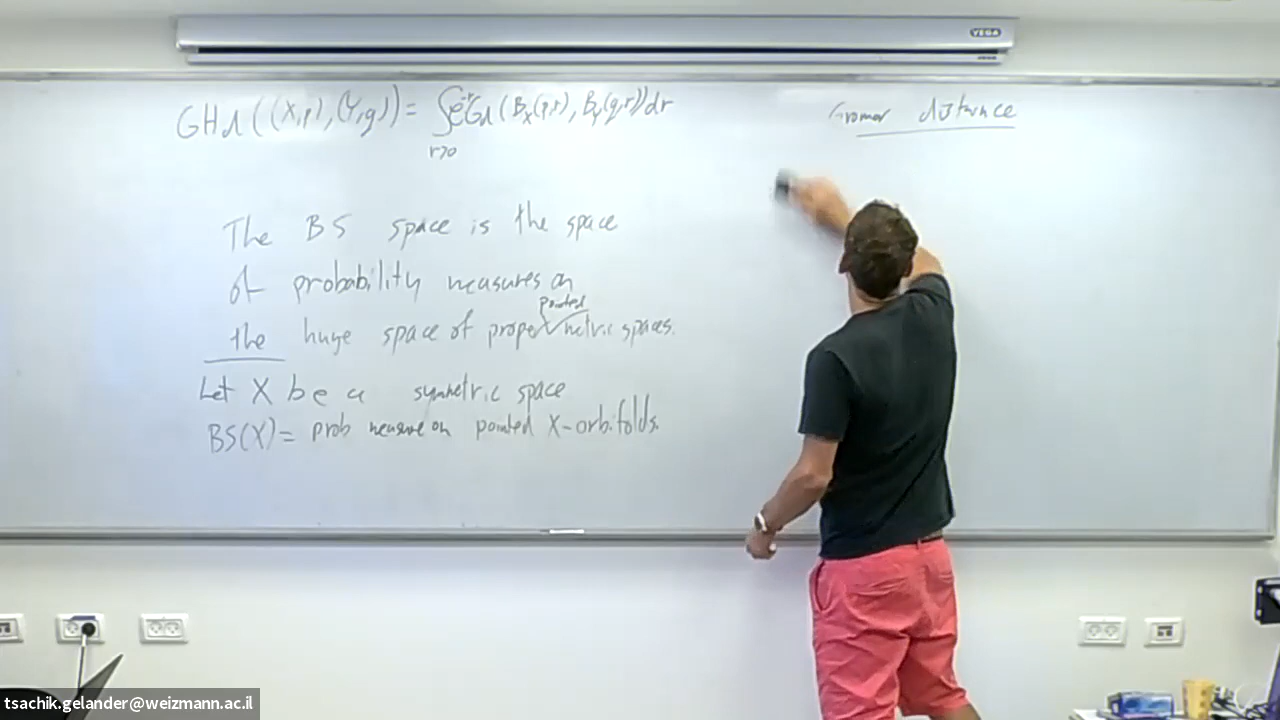 VEGA
GHd((X,p),(Y,q)) = ∫ e^{-r} Gd(B_X(p,r), B_Y(q,r)) dr
r>0
Gromov distance
The BS space is the space
of probability measures on
pointed
the huge space of proper metric spaces.
Let X be a symmetric space
BS(X) = prob measure on pointed X-orbifolds.
tsachik.gelander@weizmann.ac.il